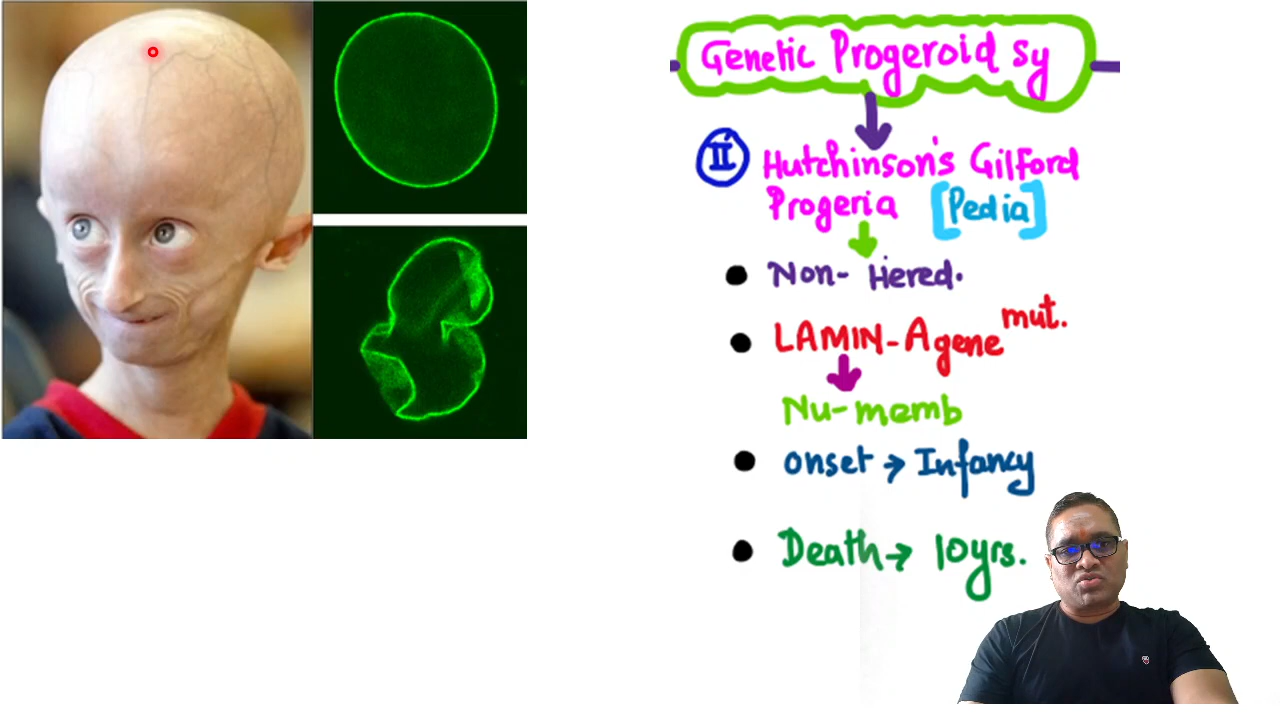 Genetic Progeroid Sy
II Hutchinson's Gilford
Progeria [Pedia]
Non- Hered.
LAMIN-A gene mut.
Nu-memb
onset → Infancy
Death → 10yrs.